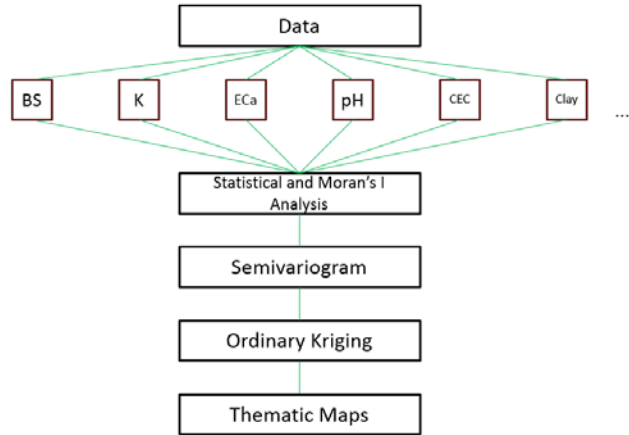 Data
BS
K
ECa
pH
CEC
Clay
...
Statistical and Moran's I
Analysis
Semivariogram
Ordinary Kriging
Thematic Maps